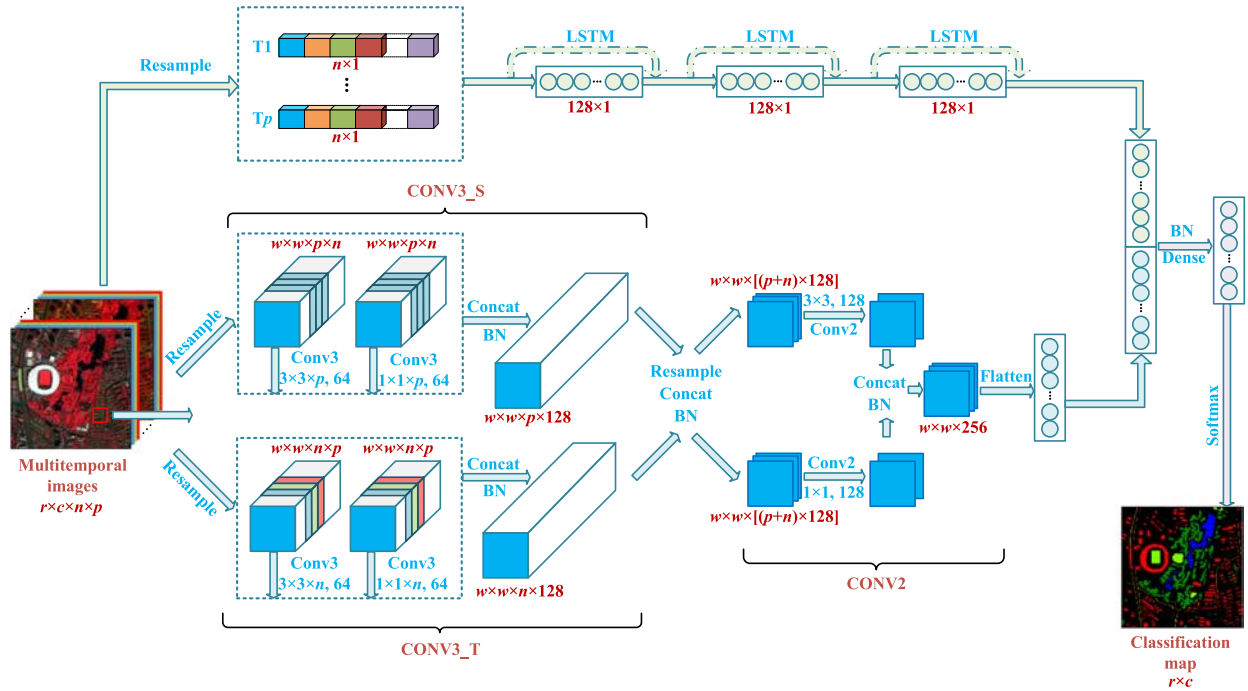 T1
n×1
⋮
Tp
n×1
Resample
LSTM
LSTM
LSTM
128×1
128×1
128×1
CONV3_S
w×w×p×n
w×w×p×n
Conv3
3×3×p, 64
Conv3
1×1×p, 64
Concat
BN
w×w×p×128
Resample
Resample
Multitemporal
images
r×c×n×p
w×w×n×p
w×w×n×p
Conv3
3×3×n, 64
Conv3
1×1×n, 64
Concat
BN
w×w×n×128
CONV3_T
Resample
Concat
BN
w×w×[(p+n)×128]
3×3, 128
Conv2
Concat
BN
w×w×256
Conv2
1×1, 128
w×w×[(p+n)×128]
CONV2
Flatten
BN
Dense
Softmax
Classification
map
r×c